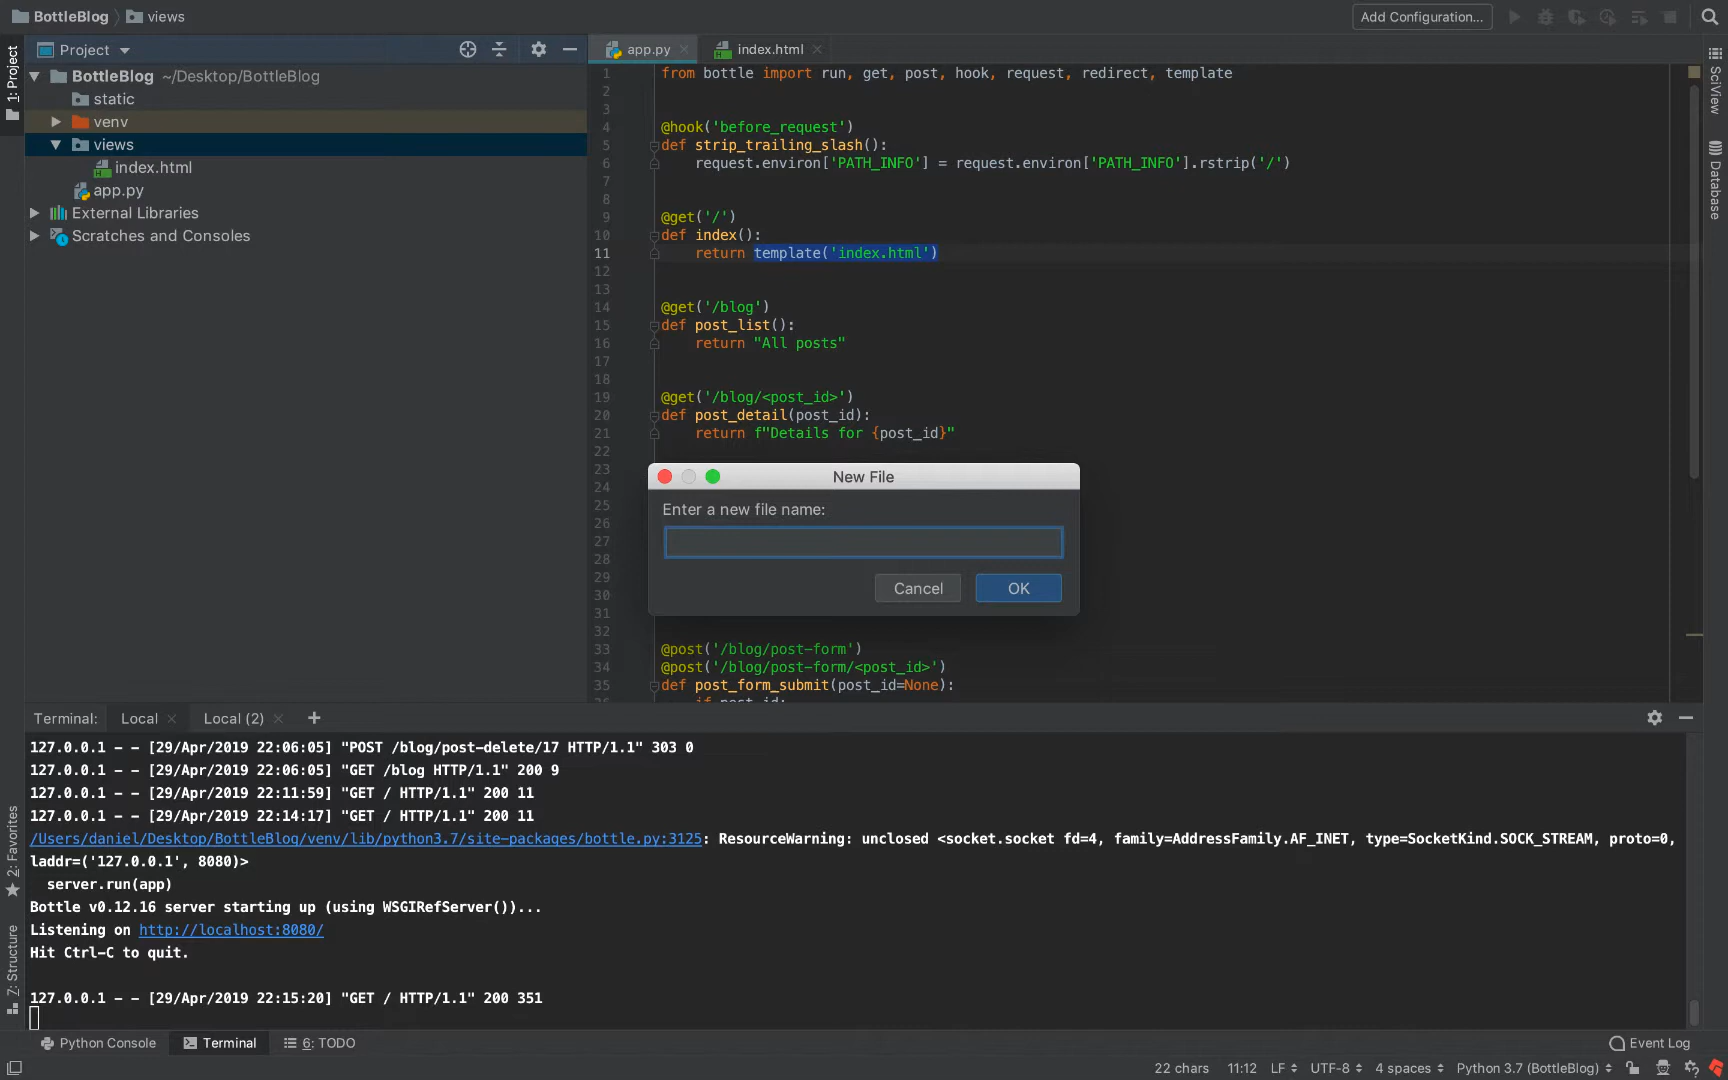 BottleBlog views
Add Configuration...
Project
app.py
index.html
1: Project
BottleBlog ~/Desktop/BottleBlog
static
venv
views
index.html
app.py
External Libraries
Scratches and Consoles
1 from bottle import run, get, post, hook, request, redirect, template
2
3
4 @hook('before_request')
5 def strip_trailing_slash():
6 request.environ['PATH_INFO'] = request.environ['PATH_INFO'].rstrip('/')
7
8
9 @get('/')
10 def index():
11 return template('index.html')
12
13
14 @get('/blog')
15 def post_list():
16 return "All posts"
17
18
19 @get('/blog/<post_id>')
20 def post_detail(post_id):
21 return f"Details for {post_id}"
22
23
24
25
26
27
28
29
30
31
32
33 @post('/blog/post-form')
34 @post('/blog/post-form/<post_id>')
35 def post_form_submit(post_id=None):
if post_id:
New File
Enter a new file name:
Cancel
OK
SciView
Database
Terminal: Local Local (2)
127.0.0.1 - - [29/Apr/2019 22:06:05] "POST /blog/post-delete/17 HTTP/1.1" 303 0
127.0.0.1 - - [29/Apr/2019 22:06:05] "GET /blog HTTP/1.1" 200 9
127.0.0.1 - - [29/Apr/2019 22:11:59] "GET / HTTP/1.1" 200 11
127.0.0.1 - - [29/Apr/2019 22:14:17] "GET / HTTP/1.1" 200 11
/Users/daniel/Desktop/BottleBlog/venv/lib/python3.7/site-packages/bottle.py:3125: ResourceWarning: unclosed <socket.socket fd=4, family=AddressFamily.AF_INET, type=SocketKind.SOCK_STREAM, proto=0,
laddr=('127.0.0.1', 8080)>
server.run(app)
Bottle v0.12.16 server starting up (using WSGIRefServer())...
Listening on http://localhost:8080/
Hit Ctrl-C to quit.
127.0.0.1 - - [29/Apr/2019 22:15:20] "GET / HTTP/1.1" 200 351
2: Favorites
7: Structure
Python Console
Terminal
6: TODO
Event Log
22 chars 11:12 LF UTF-8 4 spaces Python 3.7 (BottleBlog)